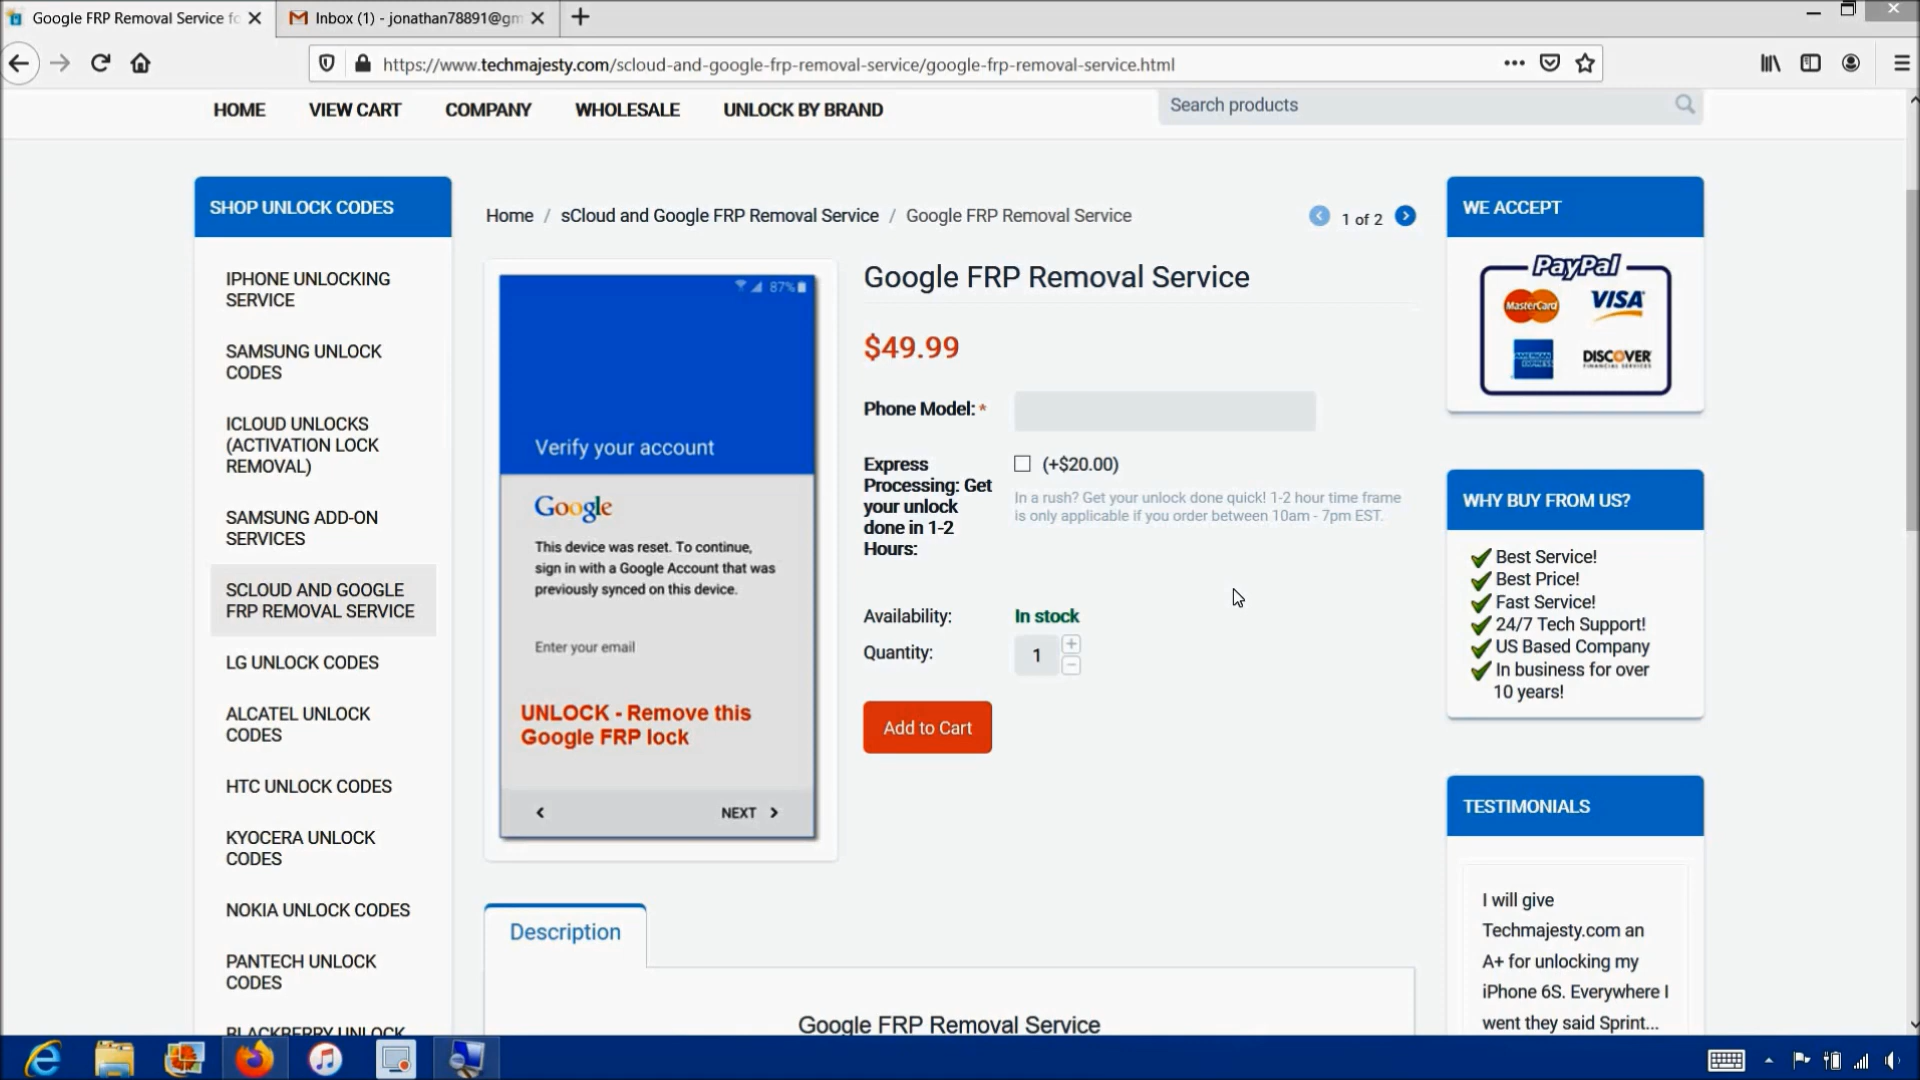 Google FRP Removal Service fo
Inbox (1) - jonathan78891@gm
https://www.techmajesty.com/scloud-and-google-frp-removal-service/google-frp-removal-service.html
HOME
VIEW CART
COMPANY
WHOLESALE
UNLOCK BY BRAND
Search products
SHOP UNLOCK CODES
IPHONE UNLOCKING
SERVICE
SAMSUNG UNLOCK
CODES
ICLOUD UNLOCKS
(ACTIVATION LOCK
REMOVAL)
SAMSUNG ADD-ON
SERVICES
SCLOUD AND GOOGLE
FRP REMOVAL SERVICE
LG UNLOCK CODES
ALCATEL UNLOCK
CODES
HTC UNLOCK CODES
KYOCERA UNLOCK
CODES
NOKIA UNLOCK CODES
PANTECH UNLOCK
CODES
BLACKBERRY UNLOCK
Home / sCloud and Google FRP Removal Service / Google FRP Removal Service
1 of 2
87%
Verify your account
Google
This device was reset. To continue,
sign in with a Google Account that was
previously synced on this device.
Enter your email
UNLOCK - Remove this
Google FRP lock
NEXT
Google FRP Removal Service
$49.99
Phone Model: *
Express
Processing: Get
your unlock
done in 1-2
Hours:
(+$20.00)
In a rush? Get your unlock done quick! 1-2 hour time frame
is only applicable if you order between 10am - 7pm EST.
Availability:
In stock
Quantity:
1
Add to Cart
Description
Google FRP Removal Service
WE ACCEPT
PayPal
MasterCard
VISA
AMERICAN EXPRESS
DISCOVER
FINANCIAL SERVICES
WHY BUY FROM US?
Best Service!
Best Price!
Fast Service!
24/7 Tech Support!
US Based Company
In business for over
10 years!
TESTIMONIALS
I will give
Techmajesty.com an
A+ for unlocking my
iPhone 6S. Everywhere I
went they said Sprint...